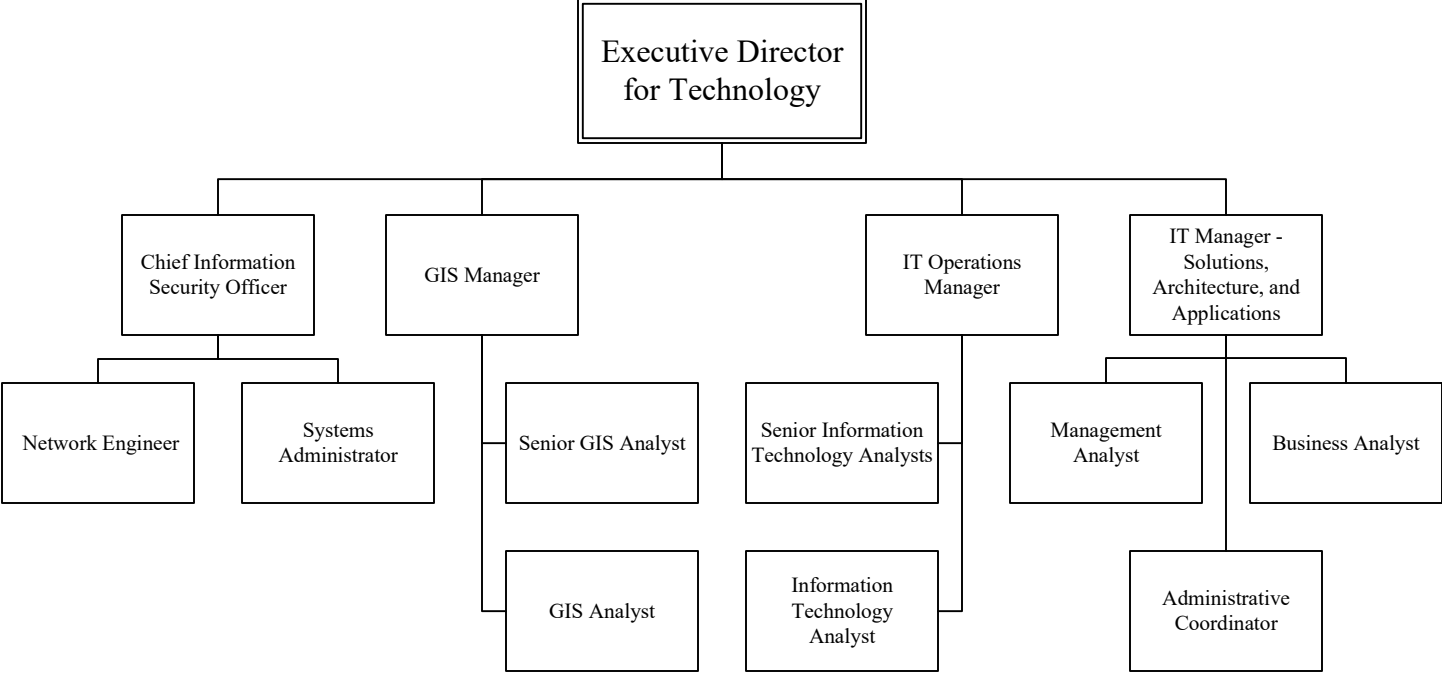 Executive Director
for Technology
Chief Information
Security Officer
GIS Manager
IT Operations
Manager
IT Manager -
Solutions,
Architecture, and
Applications
Network Engineer
Systems
Administrator
Senior GIS Analyst
Senior Information
Technology Analysts
Management
Analyst
Business Analyst
GIS Analyst
Information
Technology
Analyst
Administrative
Coordinator